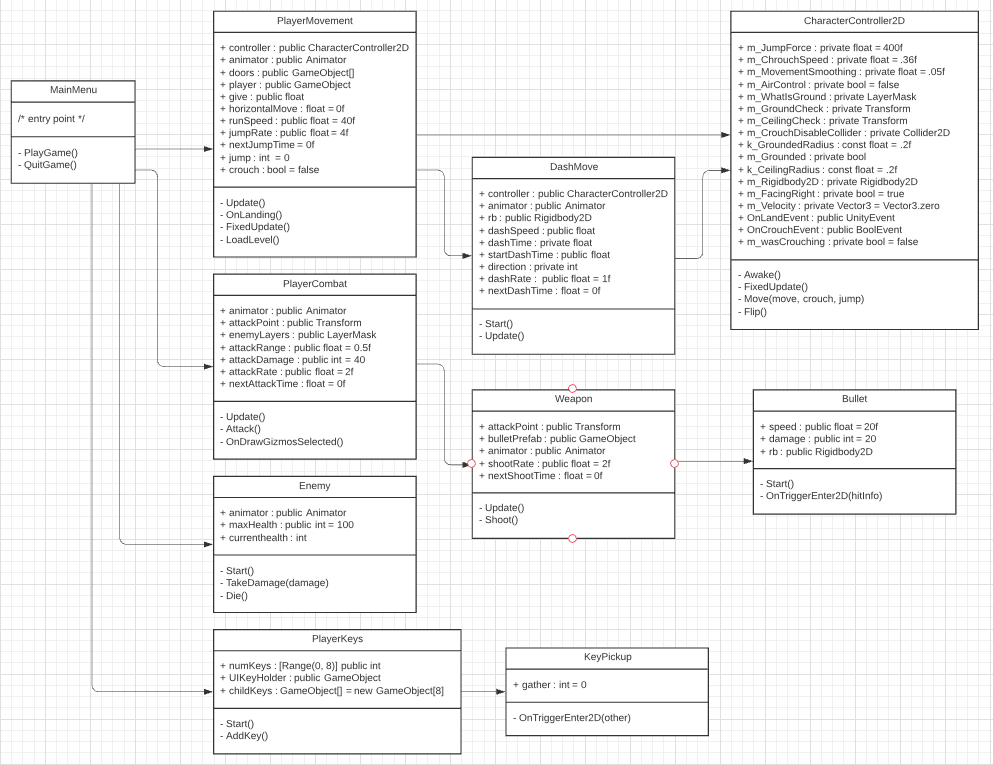 MainMenu
/* entry point */
- PlayGame()
- QuitGame()
PlayerMovement
+ controller : public CharacterController2D
+ animator : public Animator
+ doors : public GameObject[]
+ player : public GameObject
+ give : public float
+ horizontalMove : float = 0f
+ runSpeed : public float = 40f
+ jumpRate : public float = 4f
+ nextJumpTime = 0f
+ jump : int = 0
+ crouch : bool = false
- Update()
- OnLanding()
- FixedUpdate()
- LoadLevel()
PlayerCombat
+ animator : public Animator
+ attackPoint : public Transform
+ enemyLayers : public LayerMask
+ attackRange : public float = 0.5f
+ attackDamage : public int = 40
+ attackRate : public float = 2f
+ nextAttackTime : float = 0f
- Update()
- Attack()
- OnDrawGizmosSelected()
Enemy
+ animator : public Animator
+ maxHealth : public int = 100
+ currenthealth : int
- Start()
- TakeDamage(damage)
- Die()
PlayerKeys
+ numKeys : [Range(0, 8)] public int
+ UIKeyHolder : public GameObject
+ childKeys : GameObject[] = new GameObject[8]
- Start()
- AddKey()
DashMove
+ controller : public CharacterController2D
+ animator : public Animator
+ rb : public Rigidbody2D
+ dashSpeed : public float
+ dashTime : private float
+ startDashTime : public float
+ direction : private int
+ dashRate : public float = 1f
+ nextDashTime : float = 0f
- Start()
- Update()
Weapon
+ attackPoint : public Transform
+ bulletPrefab : public GameObject
+ animator : public Animator
+ shootRate : public float = 2f
+ nextShootTime : float = 0f
- Update()
- Shoot()
KeyPickup
+ gather : int = 0
- OnTriggerEnter2D(other)
CharacterController2D
+ m_JumpForce : private float = 400f
+ m_ChrouchSpeed : private float = .36f
+ m_MovementSmoothing : private float = .05f
+ m_AirControl : private bool = false
+ m_WhatIsGround : private LayerMask
+ m_GroundCheck : private Transform
+ m_CeilingCheck : private Transform
+ m_CrouchDisableCollider : private Collider2D
+ k_GroundedRadius : const float = .2f
+ m_Grounded : private bool
+ k_CeilingRadius : const float = .2f
+ m_Rigidbody2D : private Rigidbody2D
+ m_FacingRight : private bool = true
+ m_Velocity : private Vector3 = Vector3.zero
+ OnLandEvent : public UnityEvent
+ OnCrouchEvent : public BoolEvent
+ m_wasCrouching : private bool = false
- Awake()
- FixedUpdate()
- Move(move, crouch, jump)
- Flip()
Bullet
+ speed : public float = 20f
+ damage : public int = 20
+ rb : public Rigidbody2D
- Start()
- OnTriggerEnter2D(hitInfo)